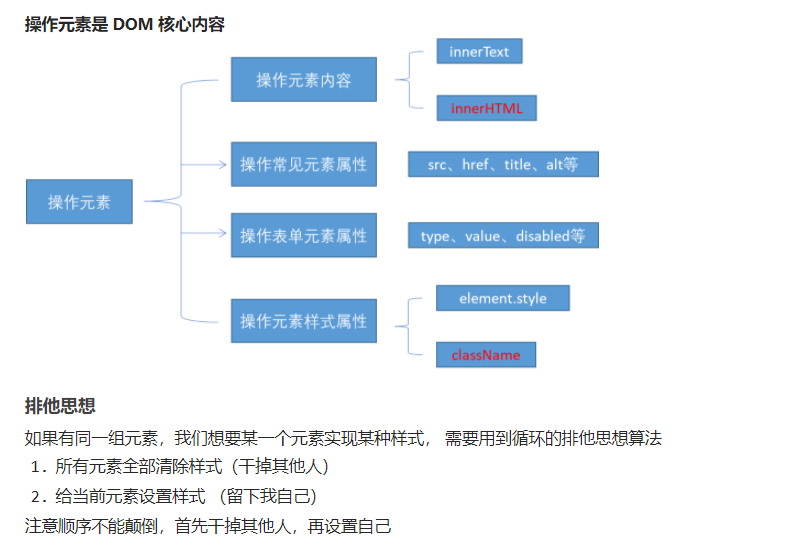 操作元素是 DOM 核心内容
操作元素
操作元素内容
innerText
innerHTML
操作常见元素属性
src、href、title、alt等
操作表单元素属性
type、value、disabled等
操作元素样式属性
element.style
className
排他思想
如果有同一组元素，我们想要某一个元素实现某种样式， 需要用到循环的排他思想算法
1. 所有元素全部清除样式（干掉其他人）
2. 给当前元素设置样式 （留下我自己）
注意顺序不能颠倒，首先干掉其他人，再设置自己